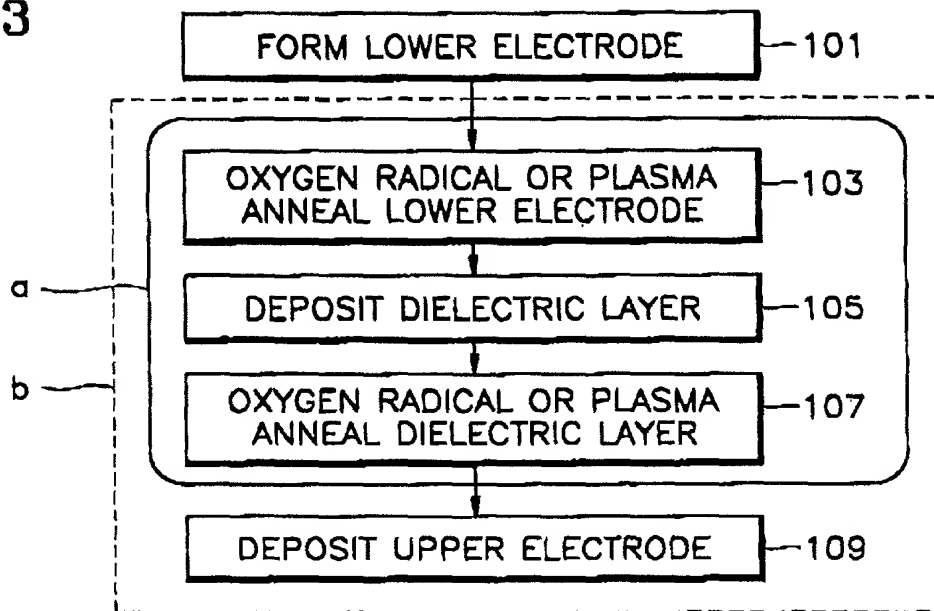 3
FORM LOWER ELECTRODE
101
OXYGEN RADICAL OR PLASMA
ANNEAL LOWER ELECTRODE
103
a
DEPOSIT DIELECTRIC LAYER
105
b
OXYGEN RADICAL OR PLASMA
ANNEAL DIELECTRIC LAYER
107
DEPOSIT UPPER ELECTRODE
109